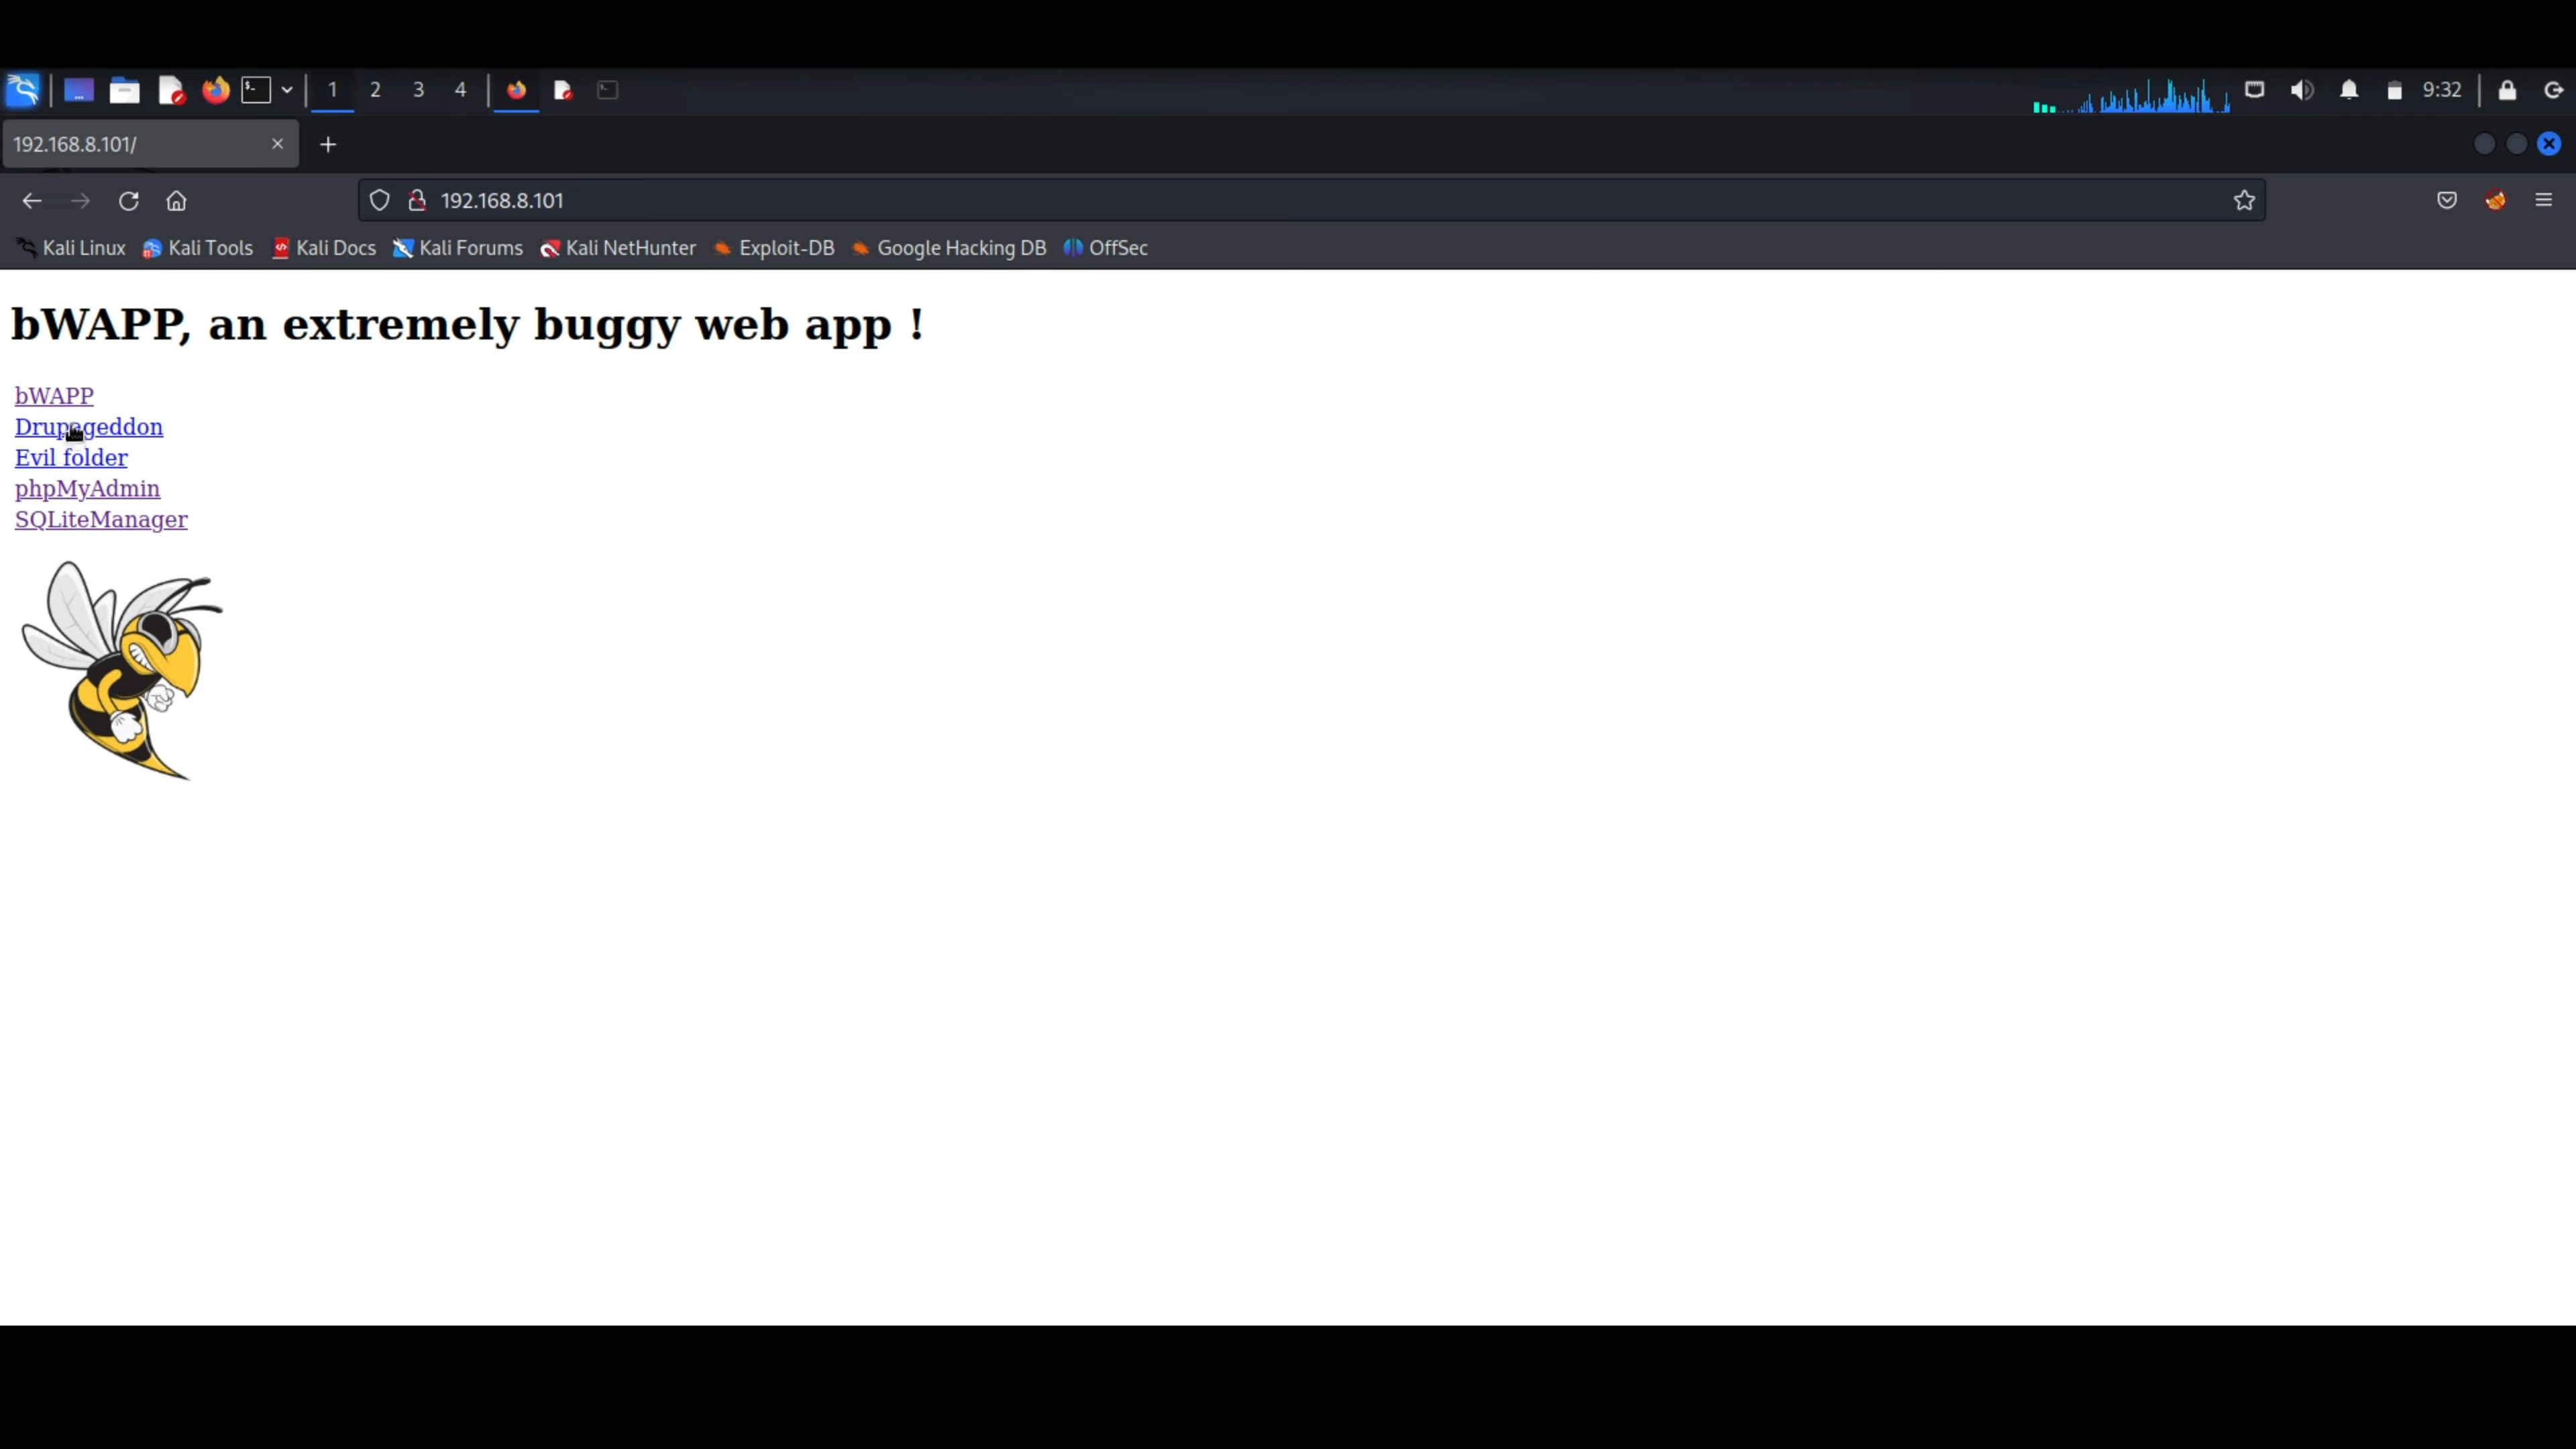 1 2 3 4 9:32
192.168.8.101/
192.168.8.101
Kali Linux Kali Tools Kali Docs Kali Forums Kali NetHunter Exploit-DB Google Hacking DB OffSec
bWAPP, an extremely buggy web app !
bWAPP
Drupageddon
Evil folder
phpMyAdmin
SQLiteManager